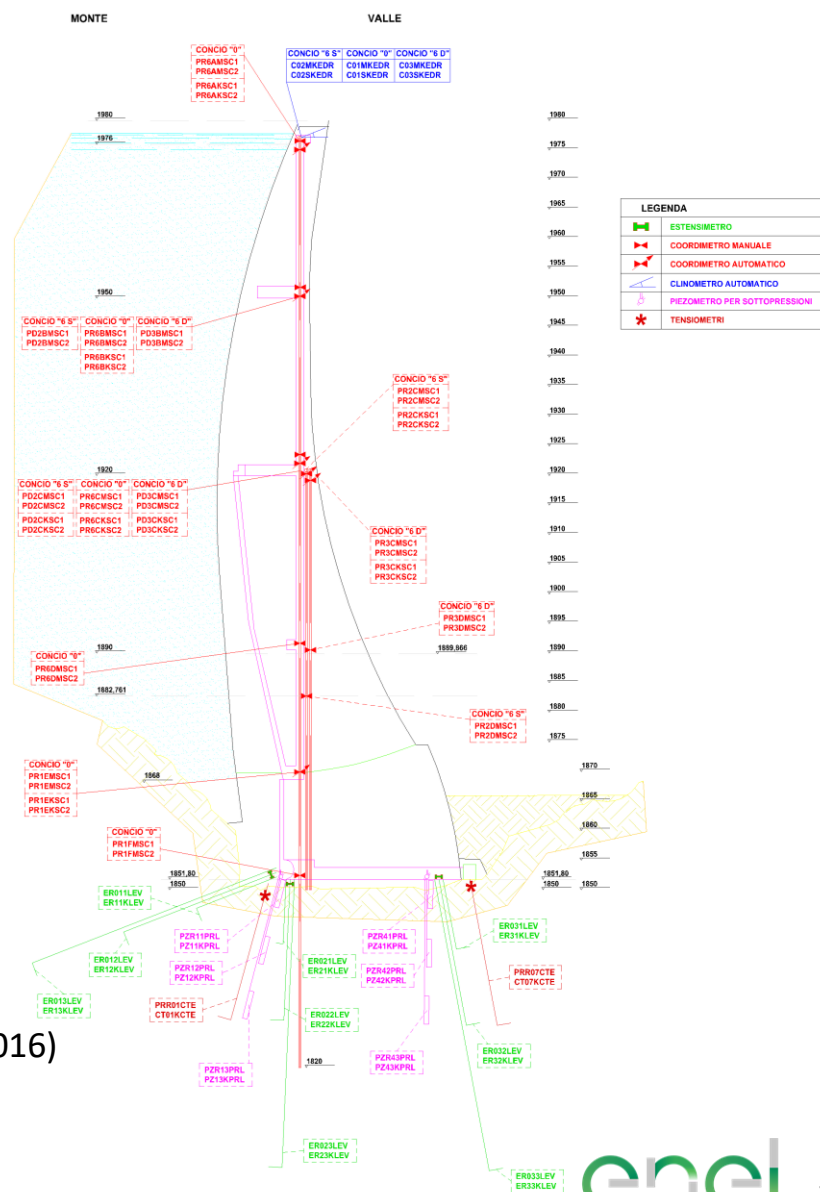 MONTE
VALLE
CONCIO "0"
PR6AMSC1
PR6AMSC2
PR6AKSC1
PR6AKSC2
CONCIO "6 S" CONCIO "0" CONCIO "6 D"
C02MKEDR C01MKEDR C03MKEDR
C02SKEDR C01SKEDR C03SKEDR
1980
1976
1950
1920
1890
1882,761
1868
1851,80
1850
1980
1975
1970
1965
1960
1955
1950
1945
1940
1935
1930
1925
1920
1915
1910
1905
1900
1895
1890
1885
1880
1875
1870
1865
1860
1855
1850
1889,666
1851,80
1850
1820
LEGENDA
ESTENSIMETRO
COORDIMETRO MANUALE
COORDIMETRO AUTOMATICO
CLINOMETRO AUTOMATICO
PIEZOMETRO PER SOTTOPRESSIONI
TENSIOMETRI
CONCIO "6 S" CONCIO "0" CONCIO "6 D"
PD2BMSC1 PR6BMSC1 PD3BMSC1
PD2BMSC2 PR6BMSC2 PD3BMSC2
PR6BKSC1
PR6BKSC2
CONCIO "6 S"
PR2CMSC1
PR2CMSC2
PR2CKSC1
PR2CKSC2
CONCIO "6 S" CONCIO "0" CONCIO "6 D"
PD2CMSC1 PR6CMSC1 PD3CMSC1
PD2CMSC2 PR6CMSC2 PD3CMSC2
PD2CKSC1 PR6CKSC1 PD3CKSC1
PD2CKSC2 PR6CKSC2 PD3CKSC2
CONCIO "6 D"
PR3CMSC1
PR3CMSC2
PR3CKSC1
PR3CKSC2
CONCIO "6 D"
PR3DMSC1
PR3DMSC2
CONCIO "0"
PR6DMSC1
PR6DMSC2
CONCIO "6 S"
PR2DMSC1
PR2DMSC2
CONCIO "0"
PR1EMSC1
PR1EMSC2
PR1EKSC1
PR1EKSC2
CONCIO "0"
PR1FMSC1
PR1FMSC2
ER011LEV
ER11KLEV
ER012LEV
ER12KLEV
ER013LEV
ER13KLEV
PZR11PRL
PZ11KPRL
PZR12PRL
PZ12KPRL
PRR01CTE
CT01KCTE
PZR13PRL
PZ13KPRL
ER021LEV
ER21KLEV
ER022LEV
ER22KLEV
ER023LEV
ER23KLEV
PZR41PRL
PZ41KPRL
PZR42PRL
PZ42KPRL
PZR43PRL
PZ43KPRL
ER031LEV
ER31KLEV
PRR07CTE
CT07KCTE
ER032LEV
ER32KLEV
ER033LEV
ER33KLEV
016)
enel